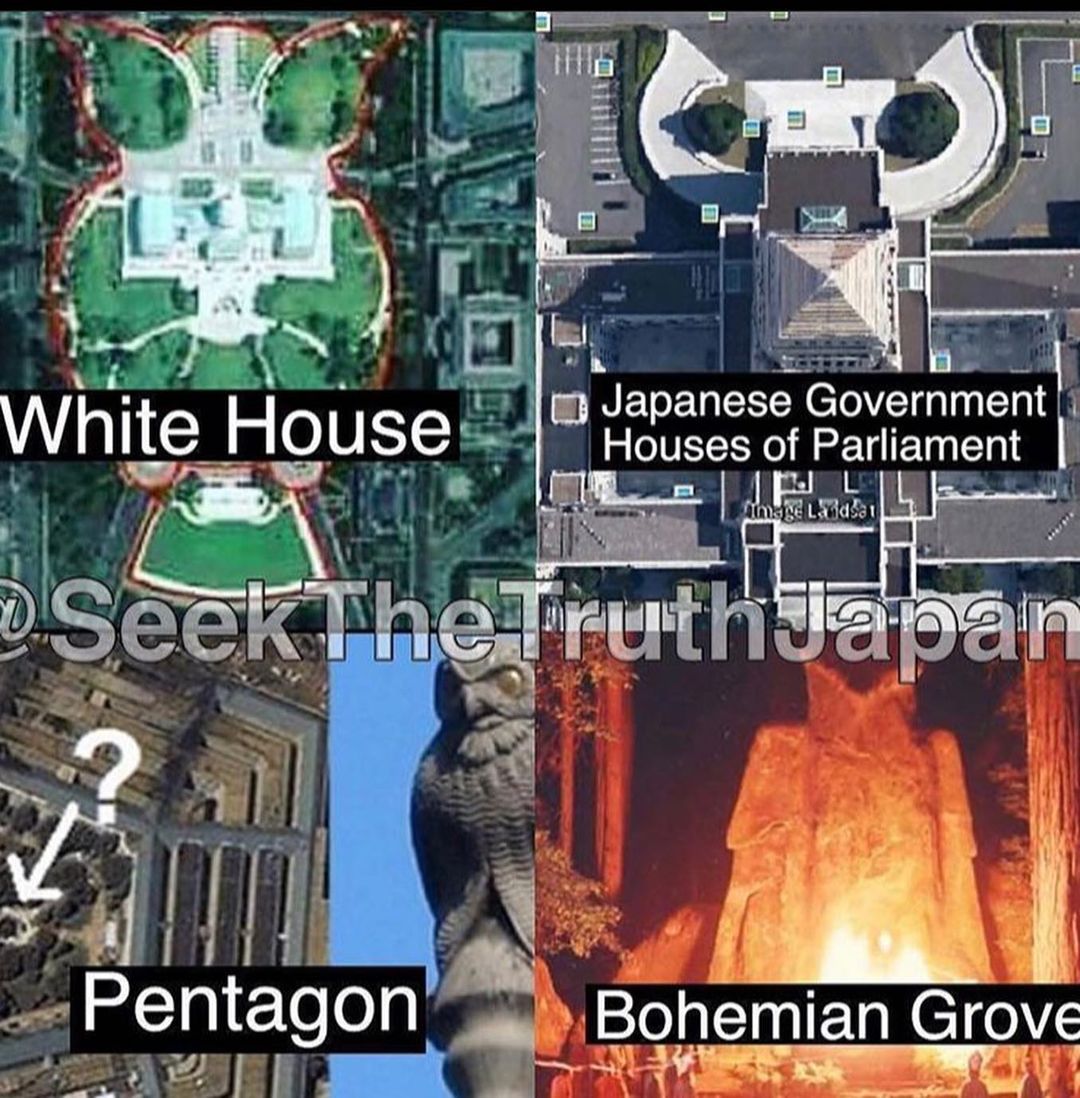 White House
Japanese Government
Houses of Parliament
Image Landsat
@SeekTheTruthJapan
?
Pentagon
Bohemian Grove